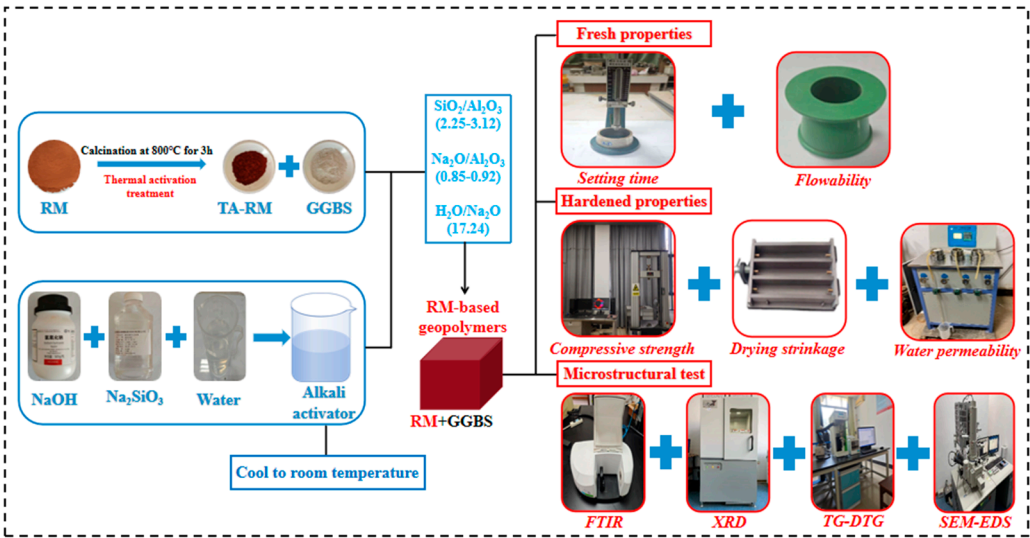 Calcination at 800°C for 3h
Thermal activation
treatment
RM
TA-RM
GGBS
NaOH
Na₂SiO₃
Water
Alkali
activator
Cool to room temperature
SiO₂/Al₂O₃
(2.25-3.12)
Na₂O/Al₂O₃
(0.85-0.92)
H₂O/Na₂O
(17.24)
RM-based
geopolymers
RM+GGBS
Fresh properties
Setting time
Flowability
Hardened properties
Compressive strength
Drying strinkage
Water permeability
Microstructural test
FTIR
XRD
TG-DTG
SEM-EDS